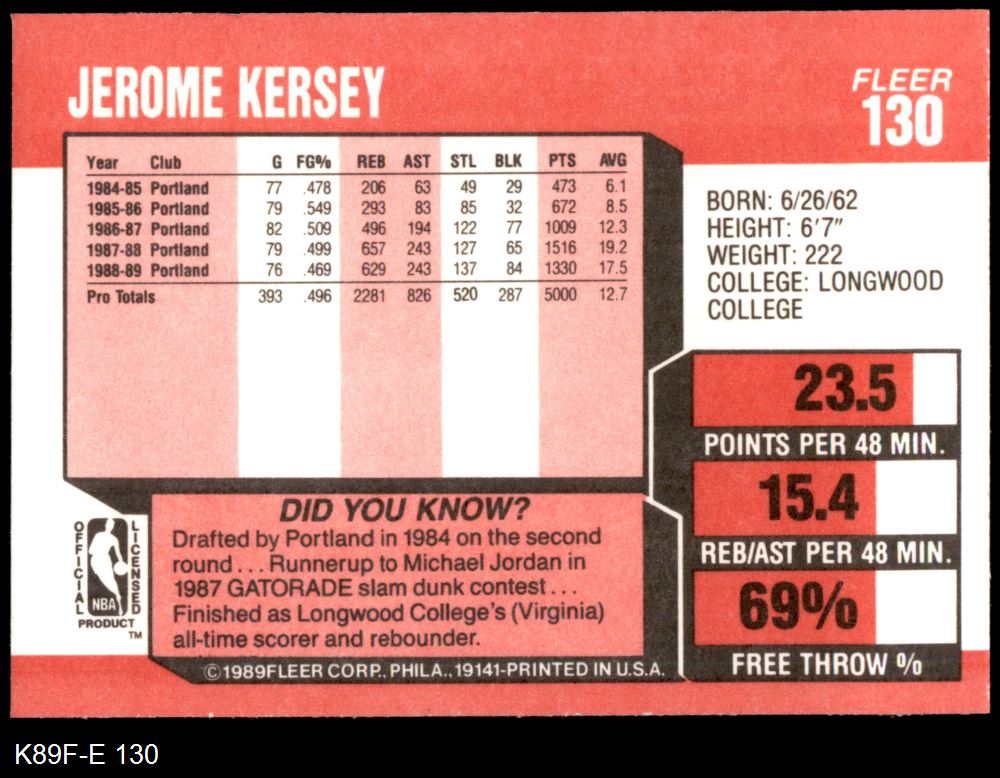 JEROME KERSEY
FLEER
130
Year Club G FG% REB AST STL BLK PTS AVG
1984-85 Portland 77 .478 206 63 49 29 473 6.1
1985-86 Portland 79 .549 293 83 85 32 672 8.5
1986-87 Portland 82 .509 496 194 122 77 1009 12.3
1987-88 Portland 79 .499 657 243 127 65 1516 19.2
1988-89 Portland 76 .469 629 243 137 84 1330 17.5
Pro Totals 393 .496 2281 826 520 287 5000 12.7
BORN: 6/26/62
HEIGHT: 6'7"
WEIGHT: 222
COLLEGE: LONGWOOD
COLLEGE
23.5
POINTS PER 48 MIN.
15.4
REB/AST PER 48 MIN.
69%
FREE THROW %
DID YOU KNOW?
Drafted by Portland in 1984 on the second
round... Runnerup to Michael Jordan in
1987 GATORADE slam dunk contest...
Finished as Longwood College's (Virginia)
all-time scorer and rebounder.
OFFICIAL
LICENSED
NBA
PRODUCT
TM
©1989FLEER CORP., PHILA., 19141-PRINTED IN U.S.A.
K89F-E 130